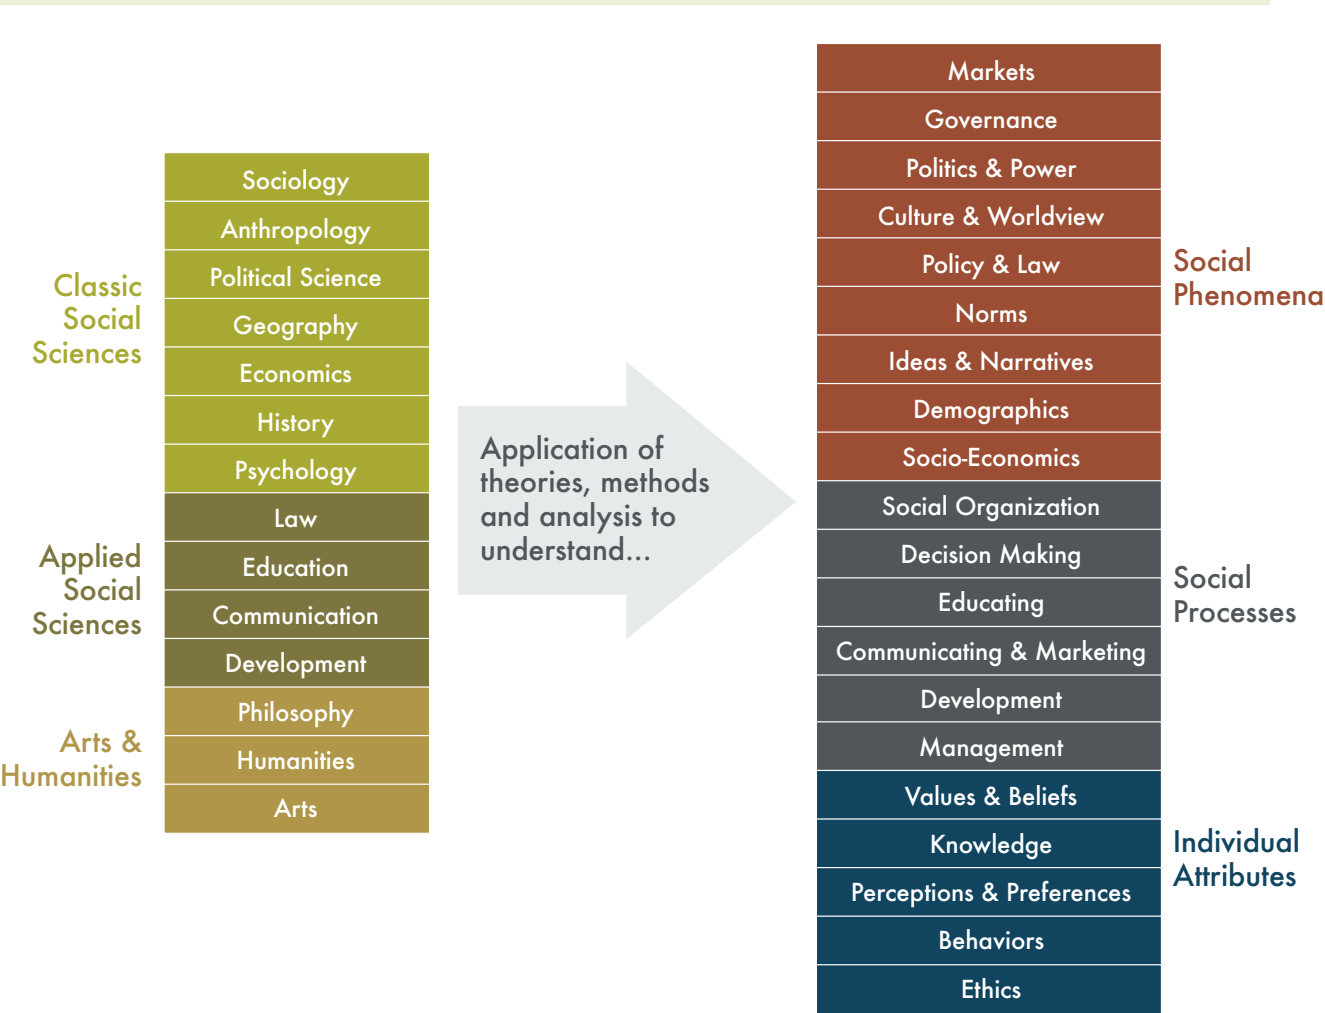 Classic
Social
Sciences
Applied
Social
Sciences
Arts &
Humanities
Sociology
Anthropology
Political Science
Geography
Economics
History
Psychology
Law
Education
Communication
Development
Philosophy
Humanities
Arts
Application of
theories, methods
and analysis to
understand...
Markets
Governance
Politics & Power
Culture & Worldview
Policy & Law
Norms
Ideas & Narratives
Demographics
Socio-Economics
Social Organization
Decision Making
Educating
Communicating & Marketing
Development
Management
Values & Beliefs
Knowledge
Perceptions & Preferences
Behaviors
Ethics
Social
Phenomena
Social
Processes
Individual
Attributes